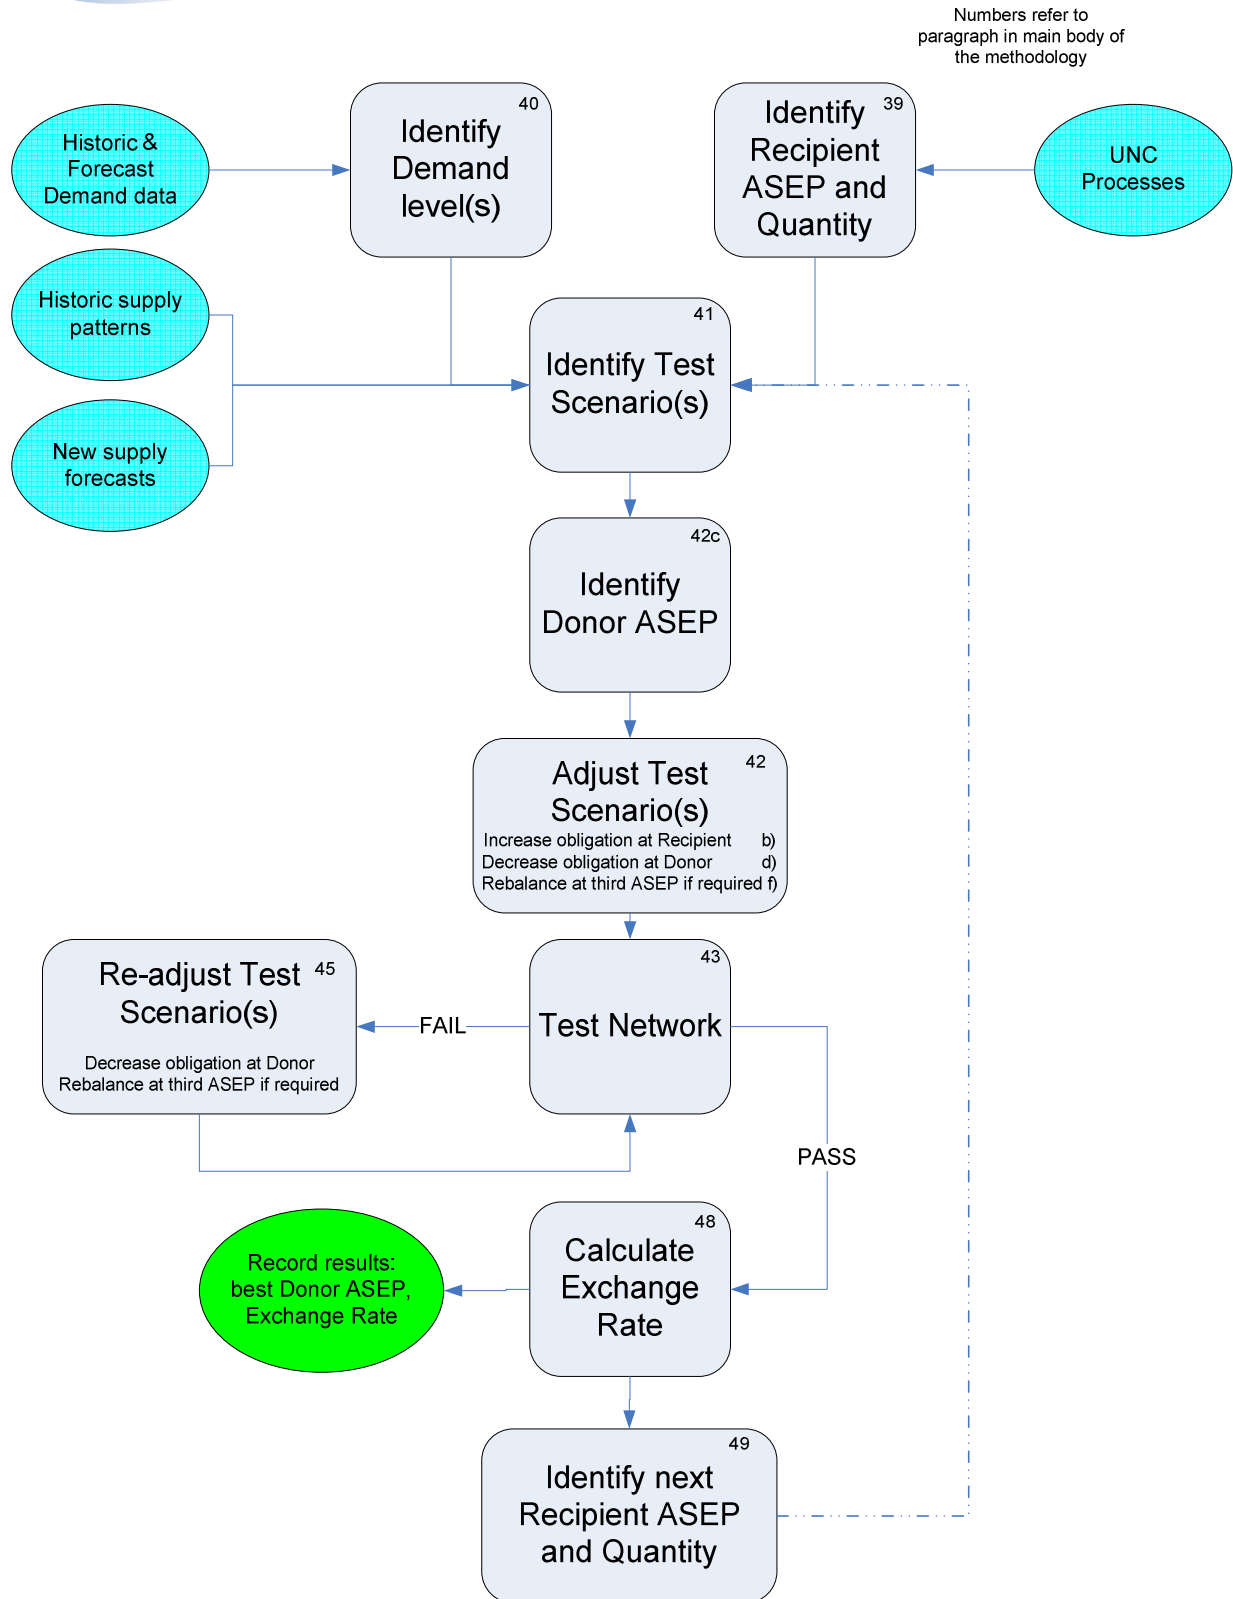 Numbers refer to
paragraph in main body of
the methodology
40
Identify
Demand
level(s)
39
Identify
Recipient
ASEP and
Quantity
Historic &
Forecast
Demand data
UNC
Processes
Historic supply
patterns
New supply
forecasts
41
Identify Test
Scenario(s)
42c
Identify
Donor ASEP
42
Adjust Test
Scenario(s)
Increase obligation at Recipient b)
Decrease obligation at Donor d)
Rebalance at third ASEP if required f)
45
Re-adjust Test
Scenario(s)
Decrease obligation at Donor
Rebalance at third ASEP if required
FAIL
43
Test Network
PASS
48
Calculate
Exchange
Rate
Record results:
best Donor ASEP,
Exchange Rate
49
Identify next
Recipient ASEP
and Quantity